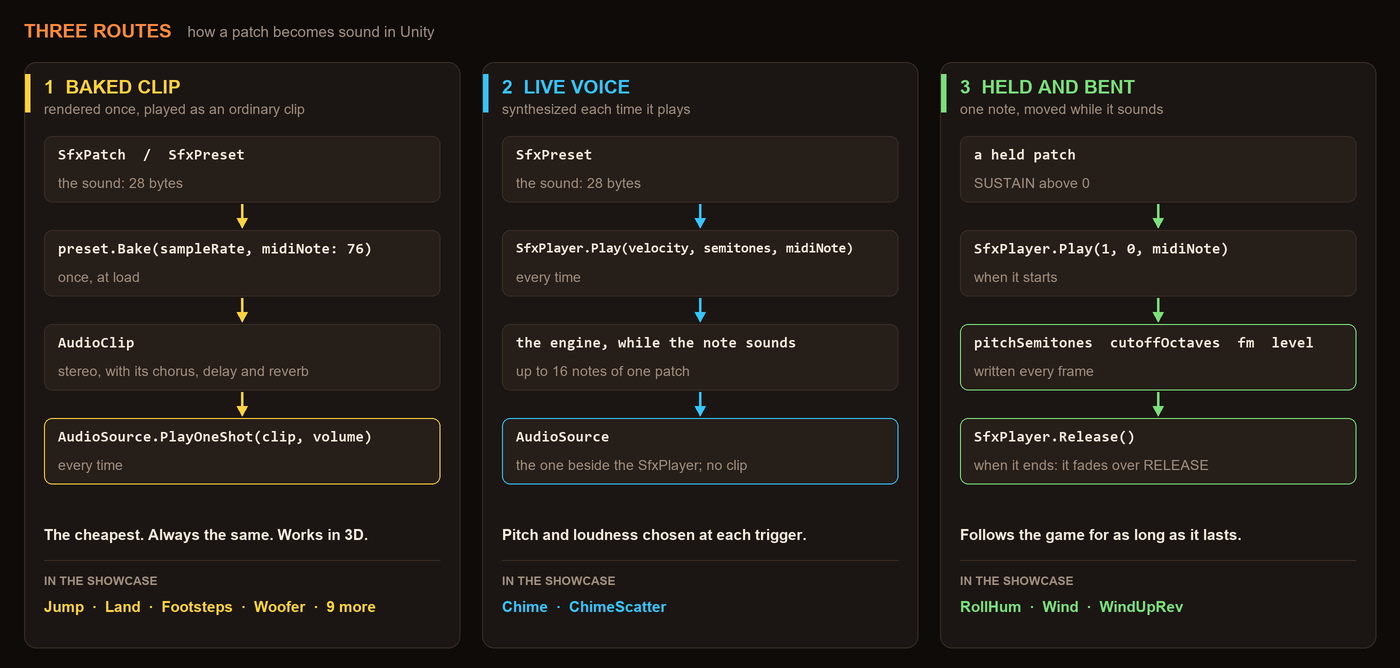 THREE ROUTES how a patch becomes sound in Unity
1 BAKED CLIP
rendered once, played as an ordinary clip
SfxPatch / SfxPreset
the sound: 28 bytes
preset.Bake(sampleRate, midiNote: 76)
once, at load
AudioClip
stereo, with its chorus, delay and reverb
AudioSource.PlayOneShot(clip, volume)
every time
The cheapest. Always the same. Works in 3D.
IN THE SHOWCASE
Jump · Land · Footsteps · Woofer · 9 more
2 LIVE VOICE
synthesized each time it plays
SfxPreset
the sound: 28 bytes
SfxPlayer.Play(velocity, semitones, midiNote)
every time
the engine, while the note sounds
up to 16 notes of one patch
AudioSource
the one beside the SfxPlayer; no clip
Pitch and loudness chosen at each trigger.
IN THE SHOWCASE
Chime · ChimeScatter
3 HELD AND BENT
one note, moved while it sounds
a held patch
SUSTAIN above 0
SfxPlayer.Play(1, 0, midiNote)
when it starts
pitchSemitones cutoffOctaves fm level
written every frame
SfxPlayer.Release()
when it ends: it fades over RELEASE
Follows the game for as long as it lasts.
IN THE SHOWCASE
RollHum · Wind · WindUpRev